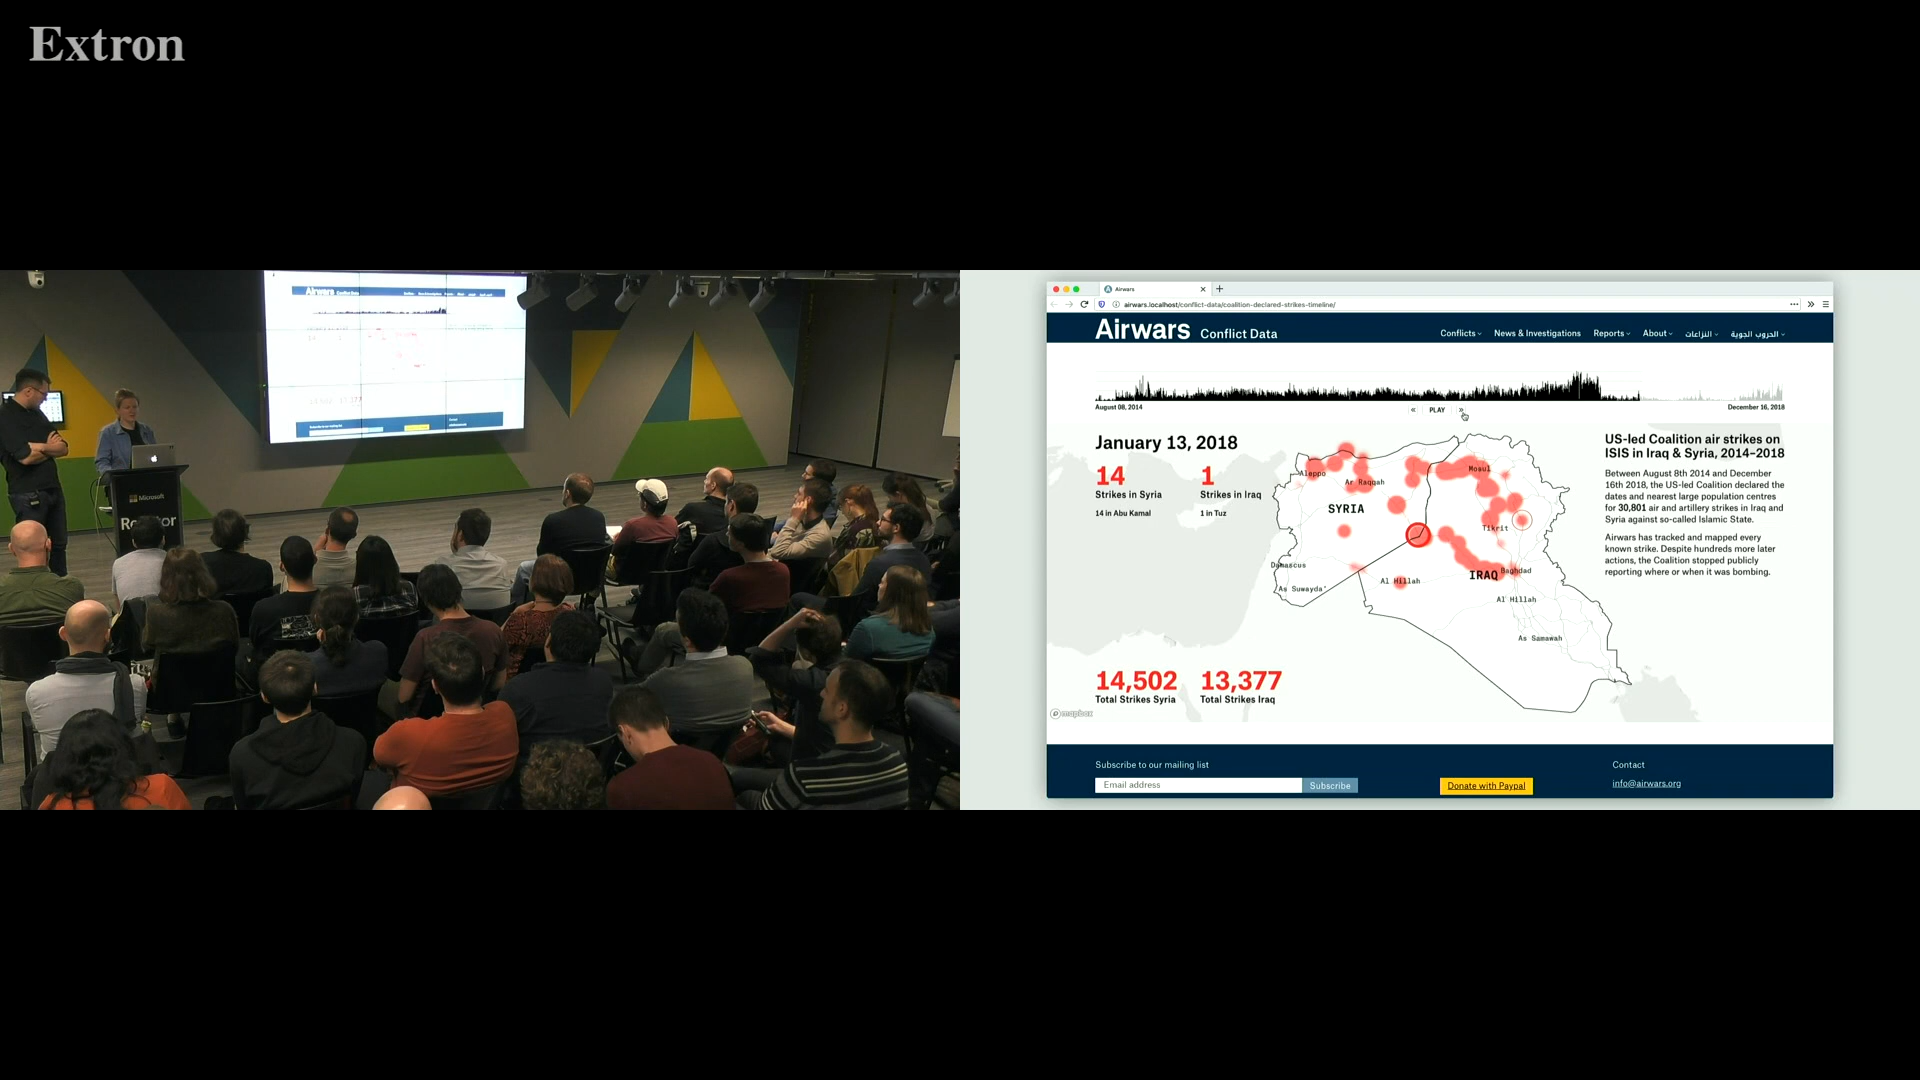 Extron
Airwars Conflict Data
Microsoft
Airwars
airwars.localhost/conflict-data/coalition-declared-strikes-timeline/
Airwars Conflict Data
Conflicts
News & Investigations
Reports
About
النزاعات
الحروب الجوية
August 08, 2014
PLAY
December 16, 2018
January 13, 2018
14
Strikes in Syria
14 in Abu Kamal
1
Strikes in Iraq
1 in Tuz
Aleppo
Ar Raqqah
Mosul
SYRIA
Tikrit
Damascus
As Suwayda'
Al Hillah
IRAQ
Baghdad
Al Hillah
As Samawah
14,502
Total Strikes Syria
13,377
Total Strikes Iraq
mapbox
US-led Coalition air strikes on
ISIS in Iraq & Syria, 2014–2018
Between August 8th 2014 and December
16th 2018, the US-led Coalition declared the
dates and nearest large population centres
for 30,801 air and artillery strikes in Iraq and
Syria against so-called Islamic State.
Airwars has tracked and mapped every
known strike. Despite hundreds more later
actions, the Coalition stopped publicly
reporting where or when it was bombing.
Subscribe to our mailing list
Email address
Subscribe
Donate with Paypal
Contact
info@airwars.org